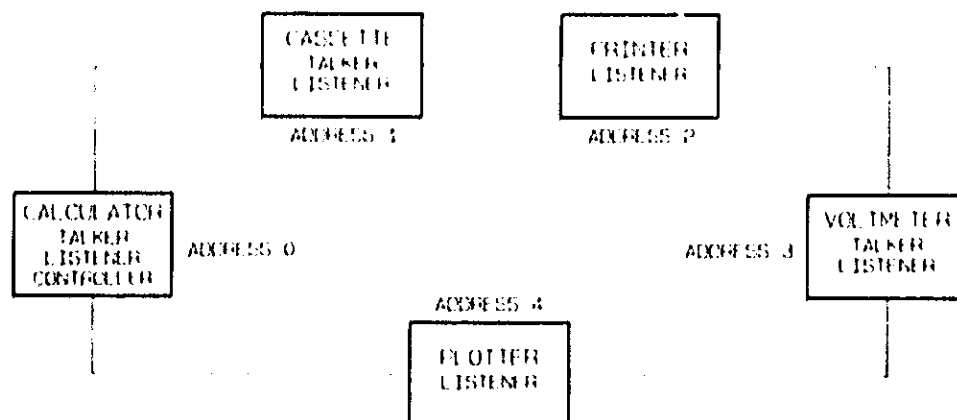 CASSETTE
TALKER
LISTENER
ADDRESS 1
PRINTER
LISTENER
ADDRESS 2
CALCULATOR
TALKER
LISTENER
CONTROLLER
ADDRESS 0
ADDRESS 3
VOLTMETER
TALKER
LISTENER
ADDRESS 4
PLOTTER
LISTENER